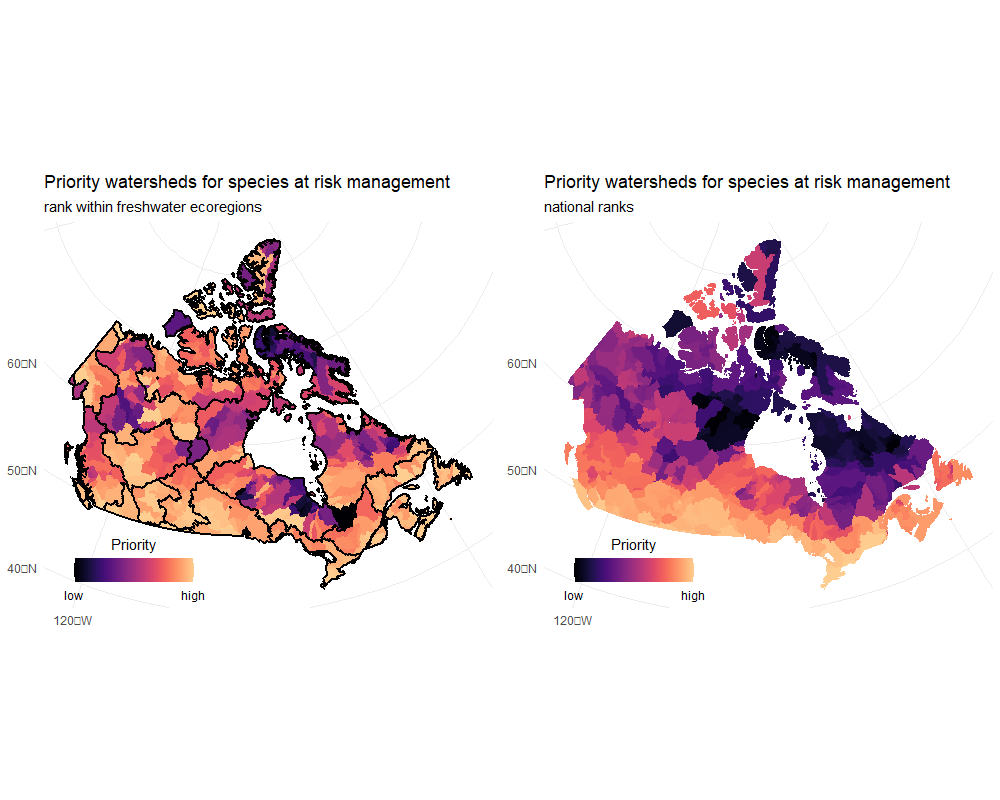 Priority watersheds for species at risk management
rank within freshwater ecoregions
60□N
50□N
40□N
Priority
low high
120□W
Priority watersheds for species at risk management
national ranks
60□N
50□N
40□N
Priority
low high
120□W